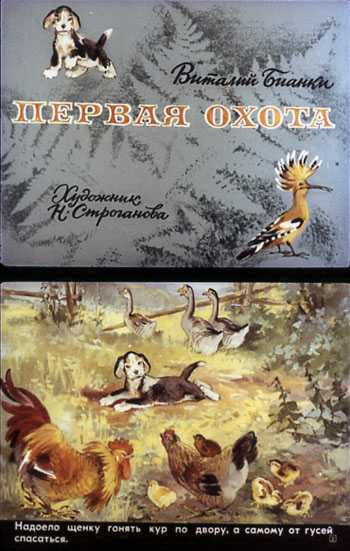 Виталий Бианки
ПЕРВАЯ ОХОТА
Художник
Н. Строганова
Надоело щенку гонять кур по двору, а самому от гусей
спасаться.